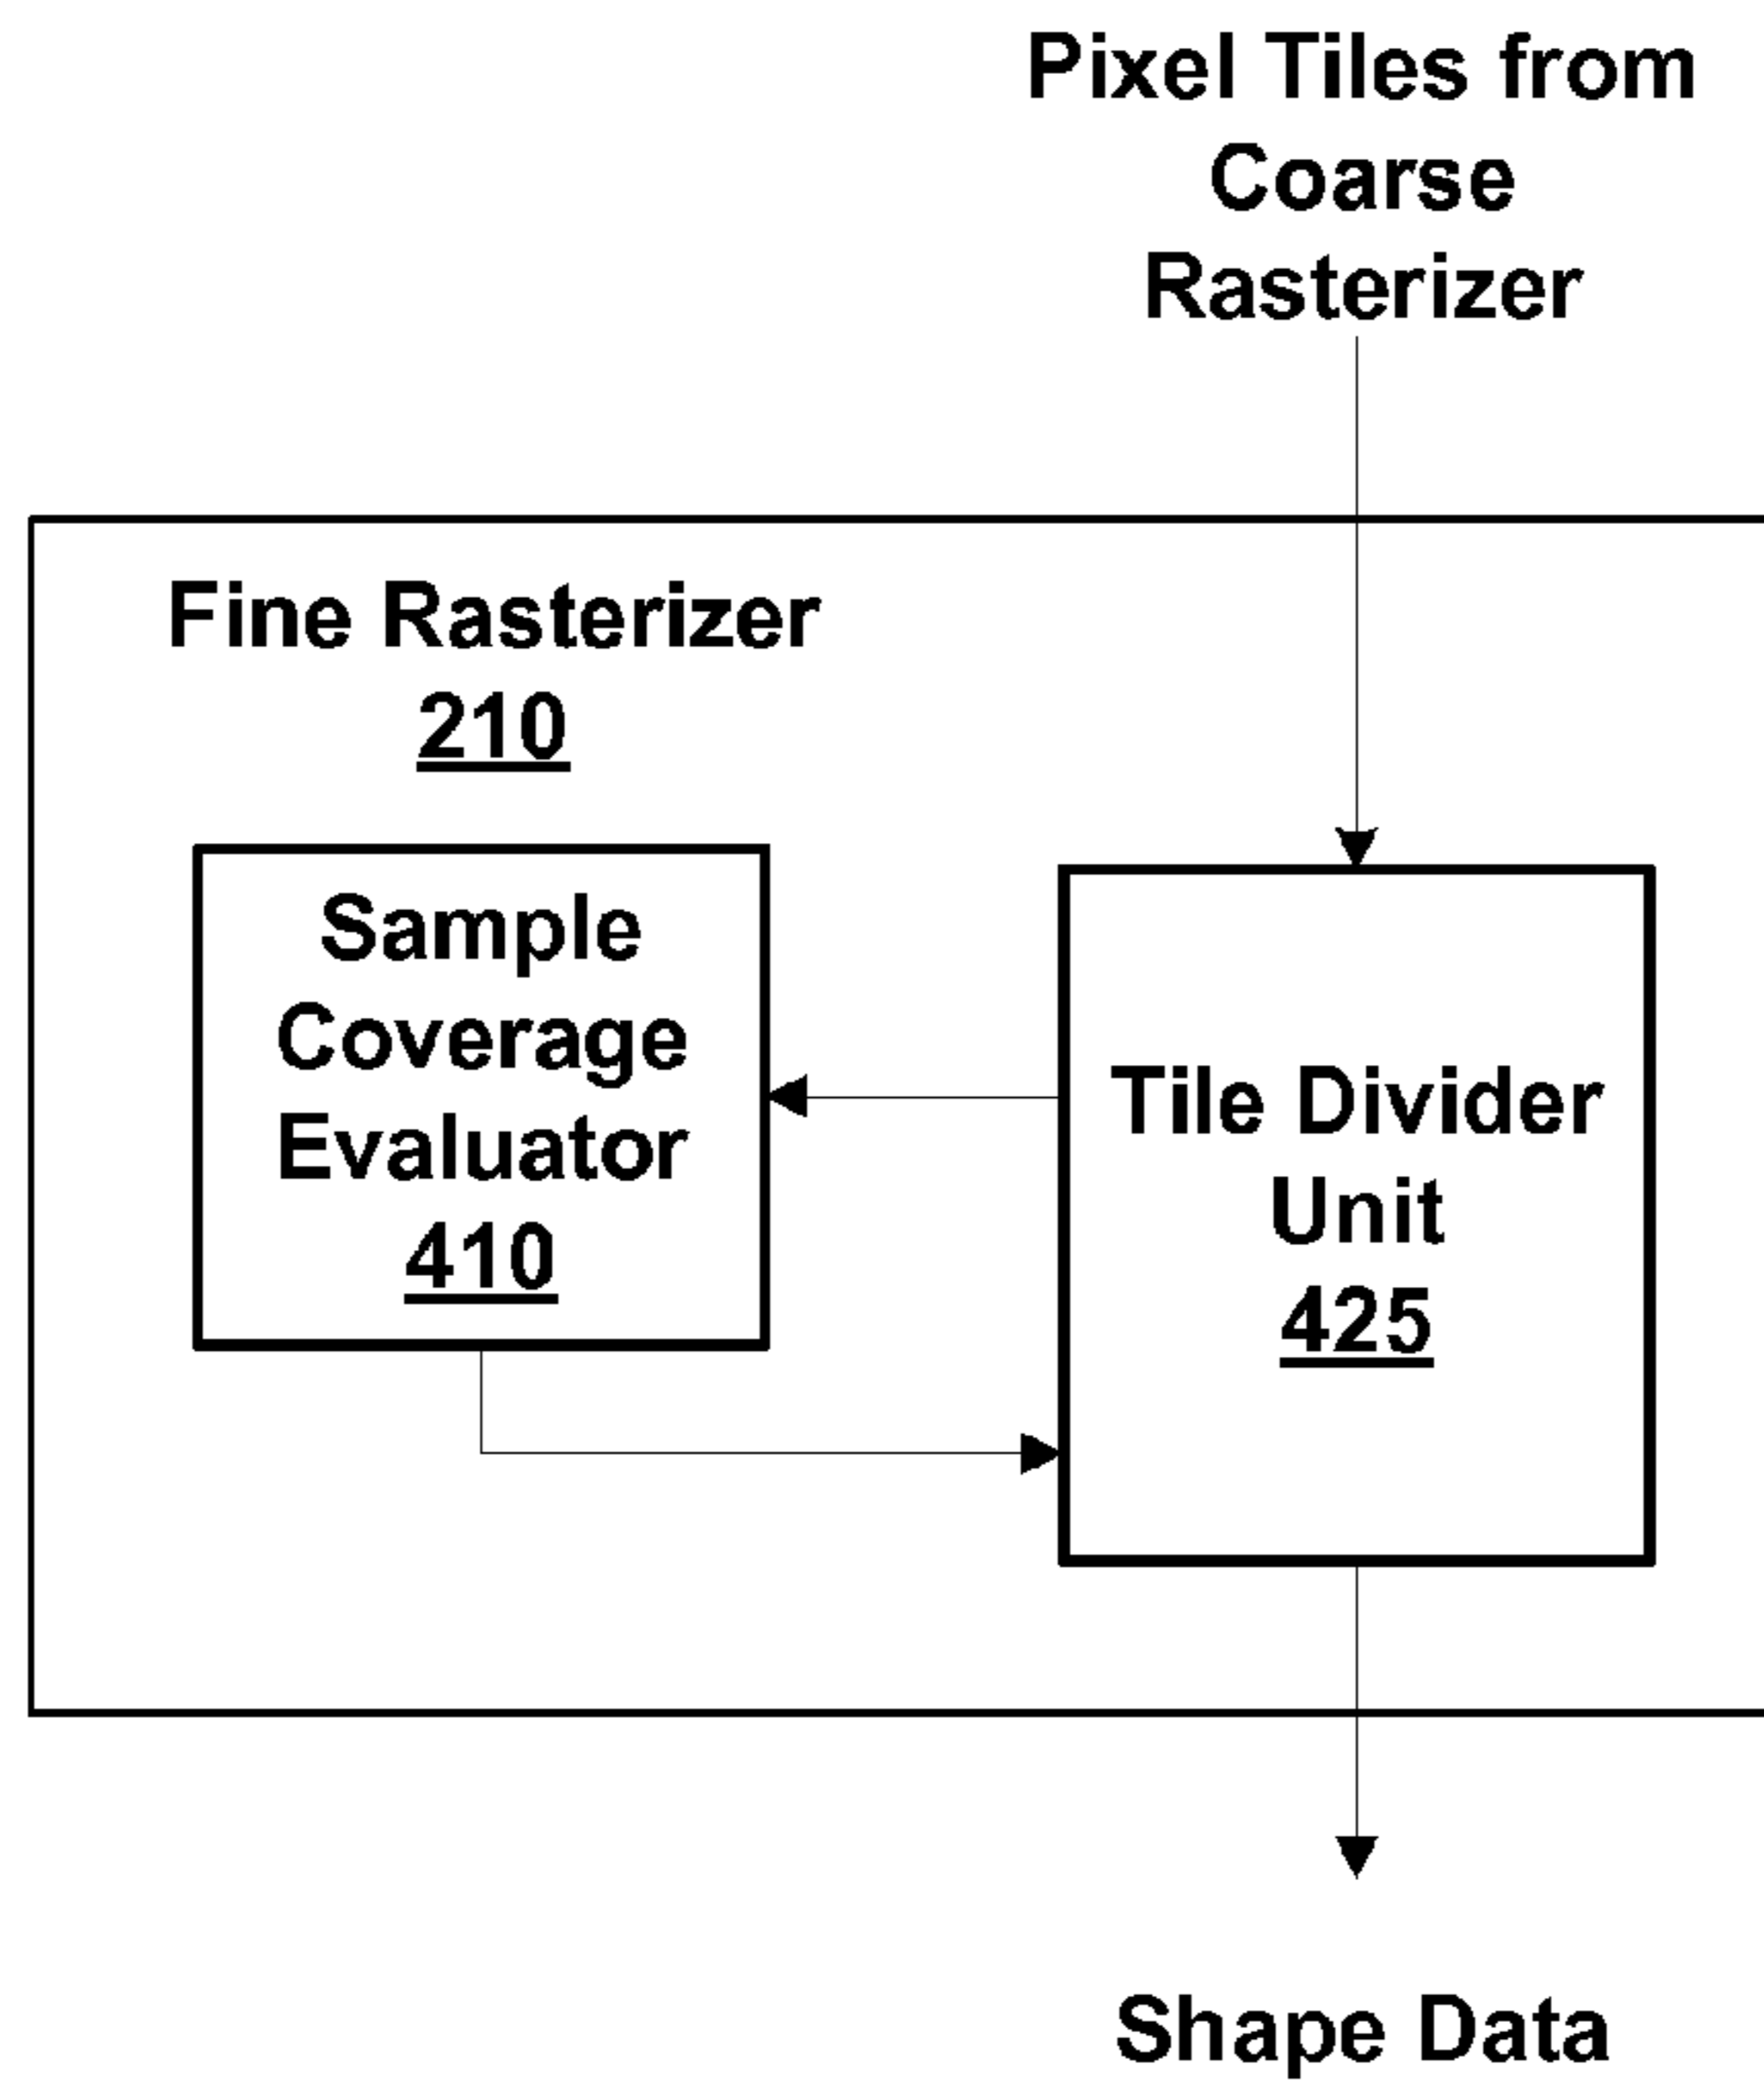 Pixel Tiles from
Coarse
Rasterizer
Fine Rasterizer
210
Sample
Coverage
Evaluator
410
Tile Divider
Unit
425
Shape Data